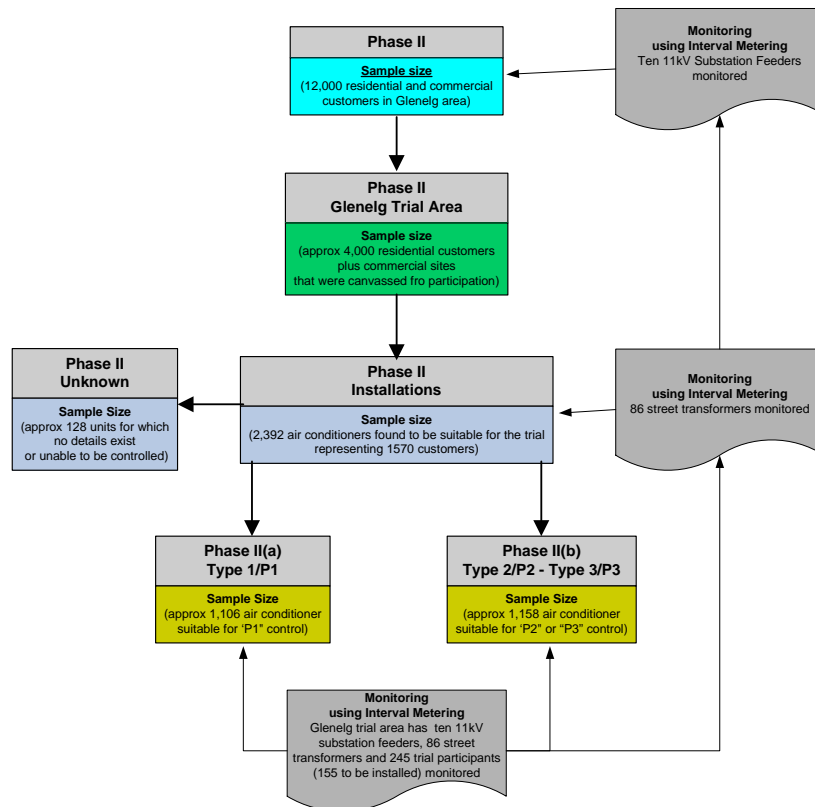 Phase II
Sample size
(12,000 residential and commercial
customers in Glenelg area)
Monitoring
using Interval Metering
Ten 11kV Substation Feeders
monitored
Phase II
Glenelg Trial Area
Sample size
(approx 4,000 residential customers
plus commercial sites
that were canvassed fro participation)
Phase II
Unknown
Sample Size
(approx 128 units for which
no details exist
or unable to be controlled)
Phase II
Installations
Sample size
(2,392 air conditioners found to be suitable for the trial
representing 1570 customers)
Monitoring
using Interval Metering
86 street transformers monitored
Phase II(a)
Type 1/P1
Sample Size
(approx 1,106 air conditioner
suitable for ‘P1” control)
Phase II(b)
Type 2/P2 - Type 3/P3
Sample Size
(approx 1,158 air conditioner
suitable for ‘P2” or “P3” control)
Monitoring
using Interval Metering
Glenelg trial area has  ten 11kV
substation feeders, 86 street
transformers and 245 trial participants
(155 to be installed) monitored